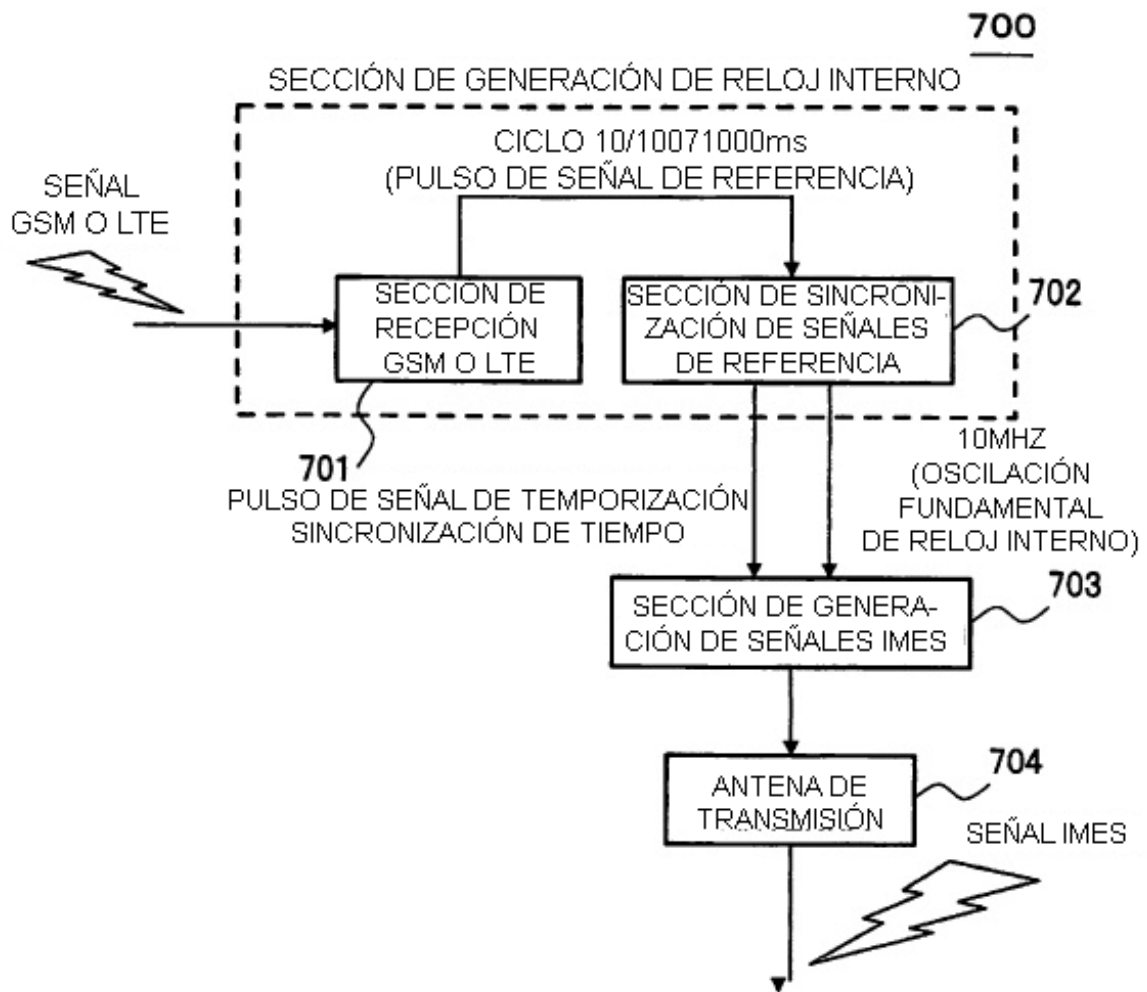 700
SECCIÓN DE GENERACIÓN DE RELOJ INTERNO
CICLO 10/10071000ms
(PULSO DE SEÑAL DE REFERENCIA)
SEÑAL
GSM O LTE
SECCIÓN DE
RECEPCIÓN
GSM O LTE
701
SECCIÓN DE SINCRÓNI-
ZACIÓN DE SEÑALES
DE REFERENCIA
702
PULSO DE SEÑAL DE TEMPORIZACIÓN
SINCRONIZACIÓN DE TIEMPO
10MHZ
(OSCILACIÓN
FUNDAMENTAL
DE RELOJ INTERNO)
SECCIÓN DE GENERA-
CIÓN DE SEÑALES IMES
703
ANTENA DE
TRANSMISIÓN
704
SEÑAL IMES